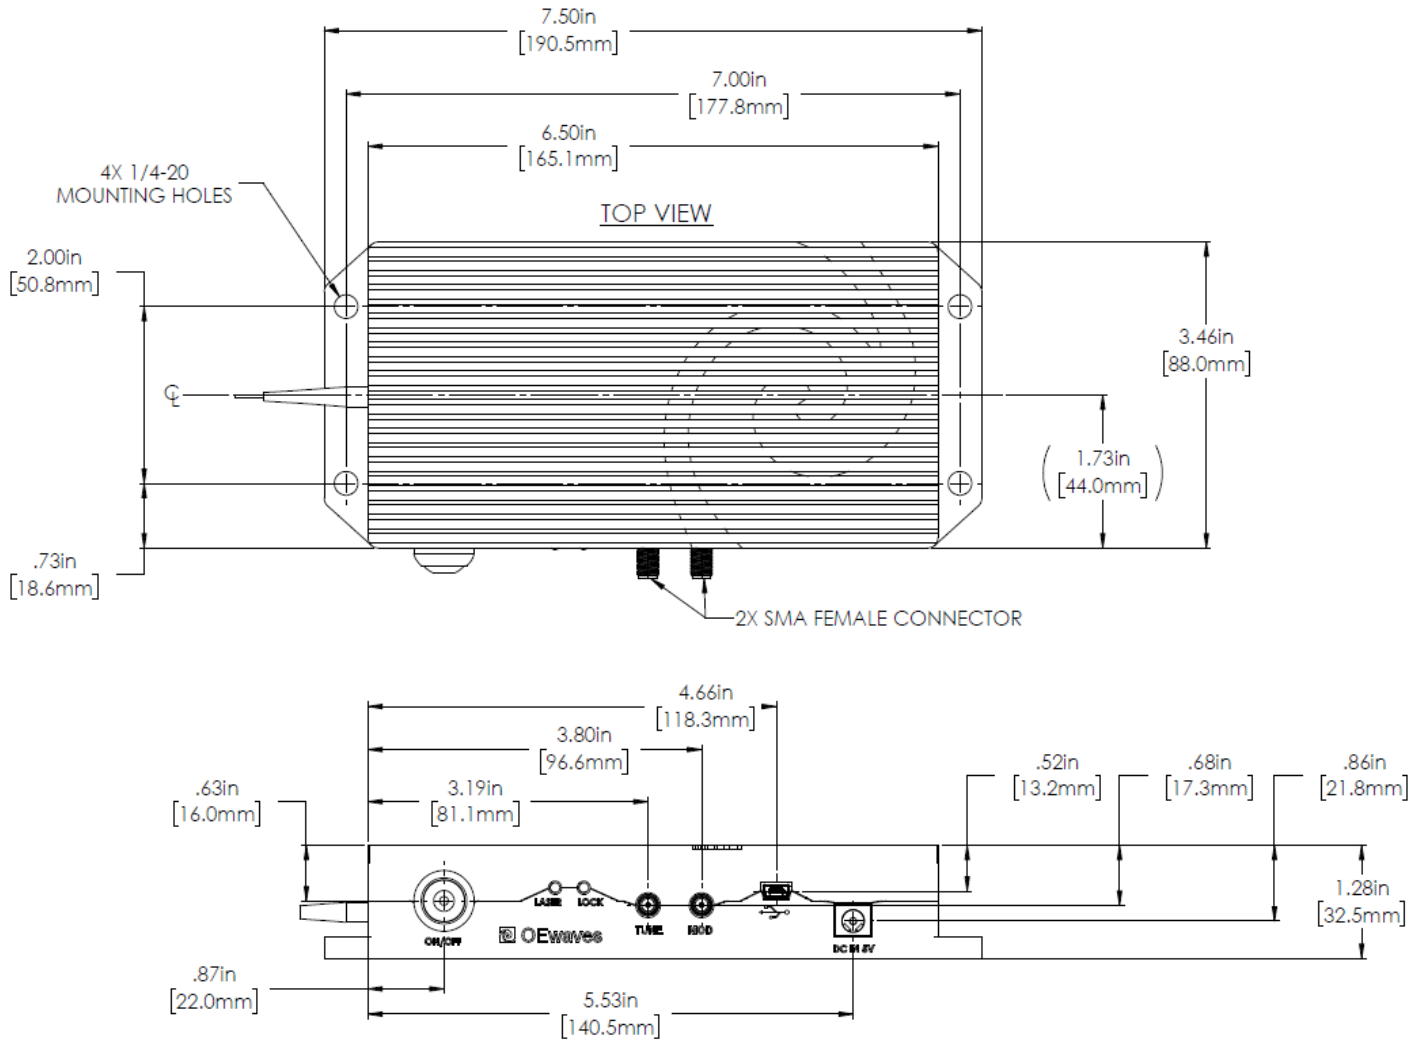 7.50in
[190.5mm]
7.00in
[177.8mm]
6.50in
[165.1mm]
4X 1/4-20
MOUNTING HOLES
TOP VIEW
2.00in
[50.8mm]
3.46in
[88.0mm]
℄
(1.73in
[44.0mm])
.73in
[18.6mm]
2X SMA FEMALE CONNECTOR
4.66in
[118.3mm]
3.80in
[96.6mm]
.63in
[16.0mm]
3.19in
[81.1mm]
.52in
[13.2mm]
.68in
[17.3mm]
.86in
[21.8mm]
1.28in
[32.5mm]
LASER
LOCK
ON/OFF
OEwaves
TUNE
MOD
DC IN 5V
.87in
[22.0mm]
5.53in
[140.5mm]